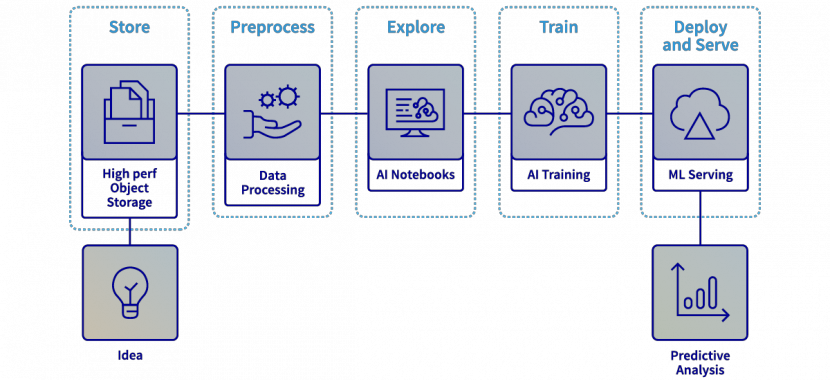 Store
Preprocess
Explore
Train
Deploy
and Serve
High perf
Object
Storage
Data
Processing
AI Notebooks
AI Training
ML Serving
Idea
Predictive
Analysis